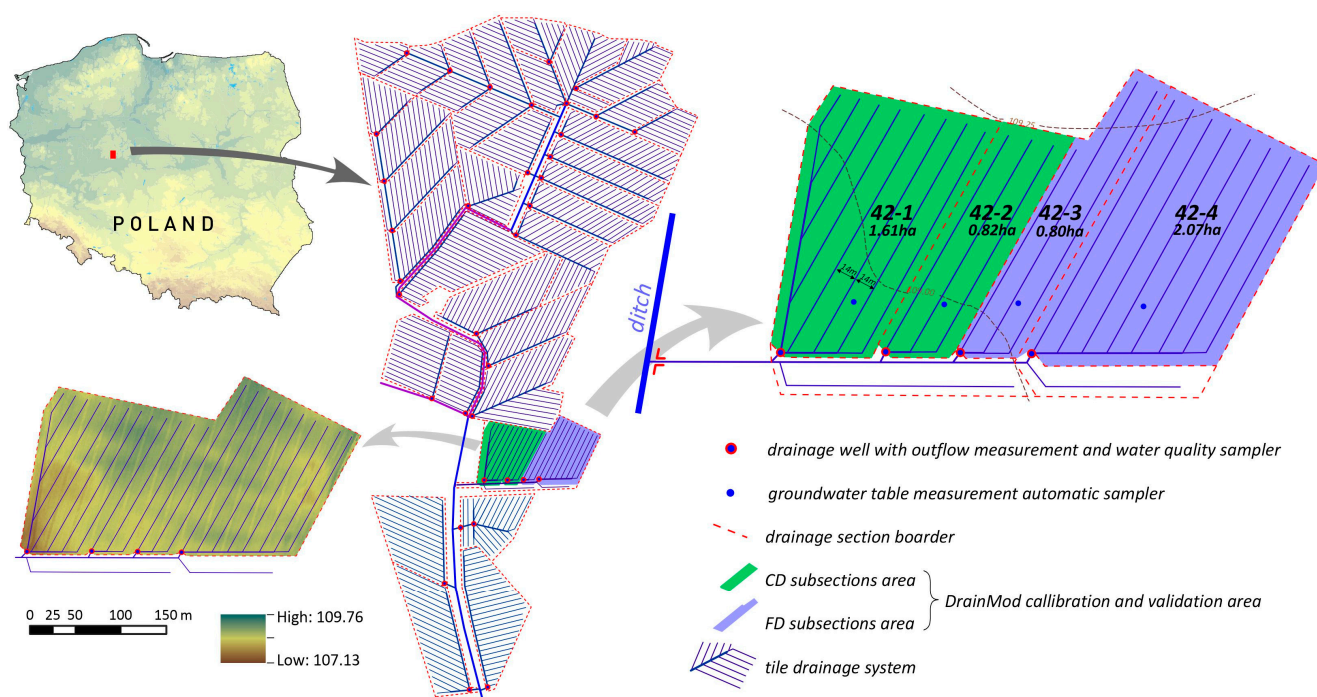 POLAND
109.25
42-1
1.61ha
42-2
0.82ha
42-3
0.80ha
42-4
2.07ha
14m
14m
109.00
ditch
drainage well with outflow measurement and water quality sampler
groundwater table measurement automatic sampler
drainage section boarder
CD subsections area
FD subsections area
DrainMod callibration and validation area
tile drainage system
0 25 50 100 150 m
High: 109.76
Low: 107.13